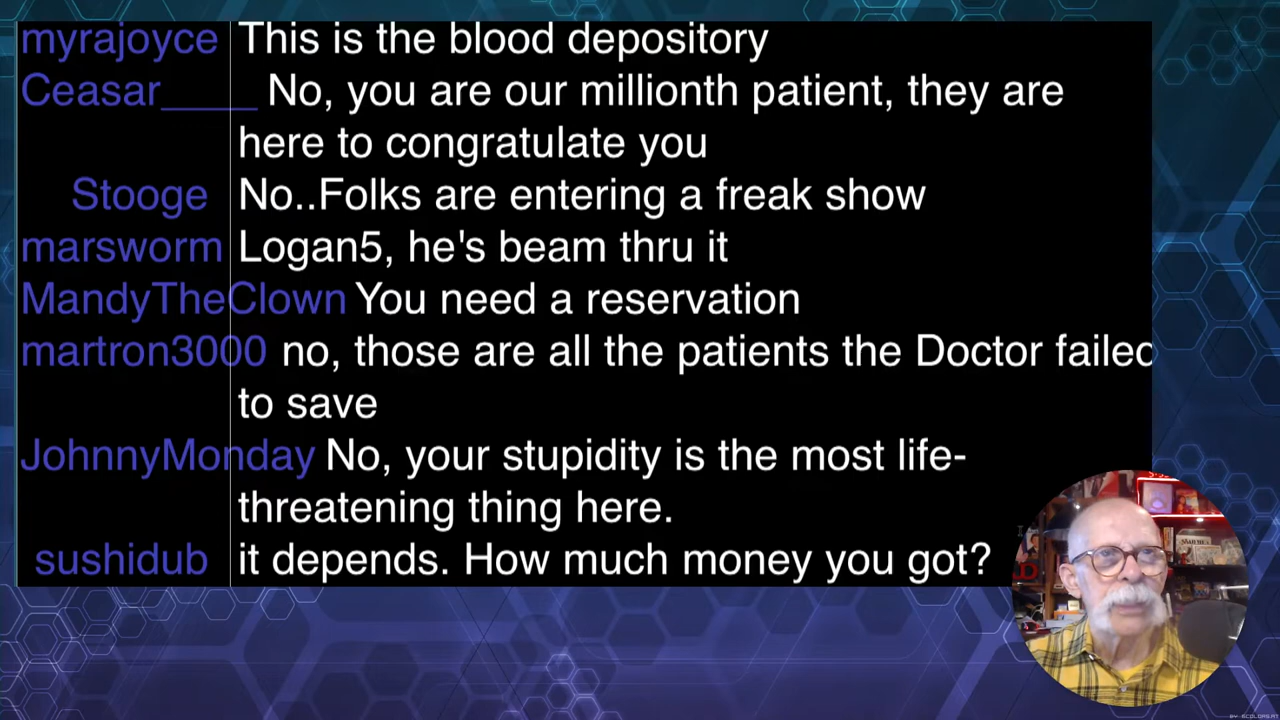 myrajoyce This is the blood depository
Ceasar_____ No, you are our millionth patient, they are
here to congratulate you
Stooge No..Folks are entering a freak show
marsworm Logan5, he's beam thru it
MandyTheClown You need a reservation
martron3000 no, those are all the patients the Doctor failed
to save
JohnnyMonday No, your stupidity is the most life-
threatening thing here.
sushidub it depends. How much money you got?